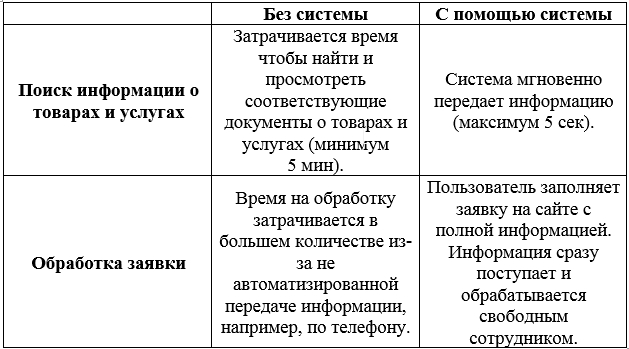 Без системы
С помощью системы
Поиск информации о
товарах и услугах
Затрачивается время
чтобы найти и
просмотреть
соответствующие
документы о товарах и
услугах (минимум
5 мин).
Система мгновенно
передает информацию
(максимум 5 сек).
Обработка заявки
Время на обработку
затрачивается в
большем количестве из-
за не
автоматизированной
передаче информации,
например, по телефону.
Пользователь заполняет
заявку на сайте с
полной информацией.
Информация сразу
поступает и
обрабатывается
свободным
сотрудником.